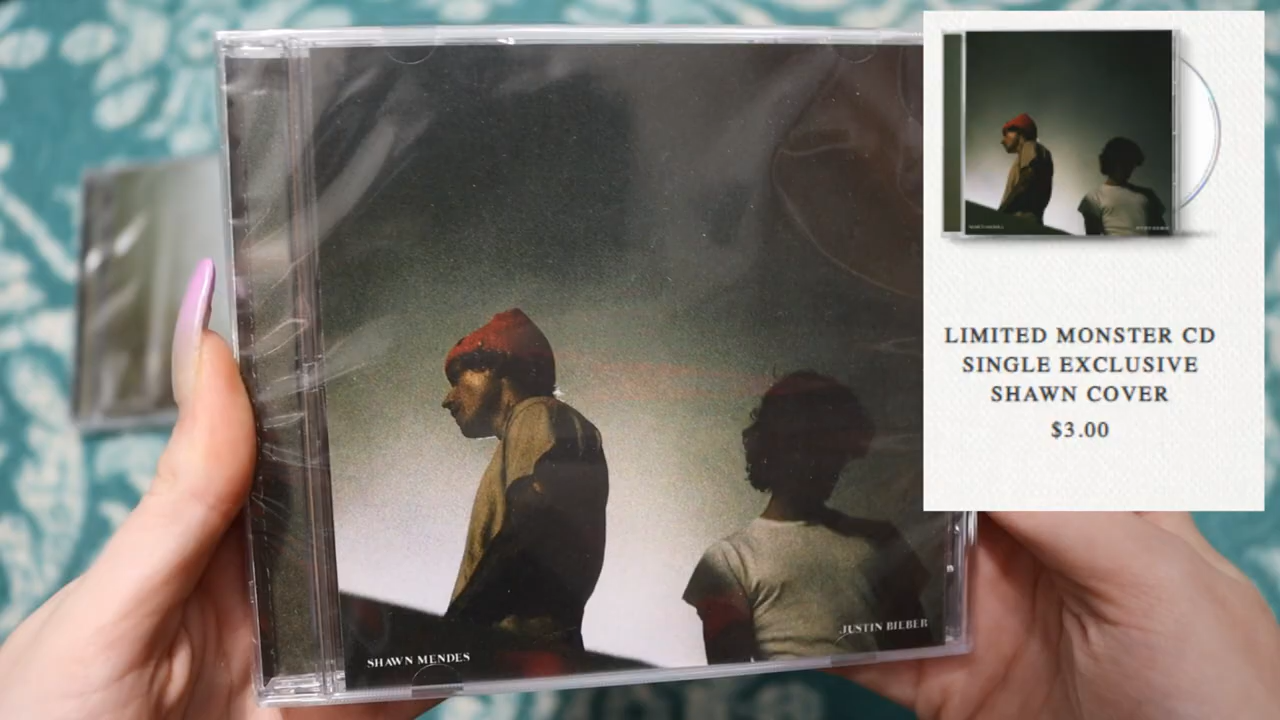 SHAWN MENDES
JUSTIN BIEBER
LIMITED MONSTER CD
SINGLE EXCLUSIVE
SHAWN COVER
$3.00